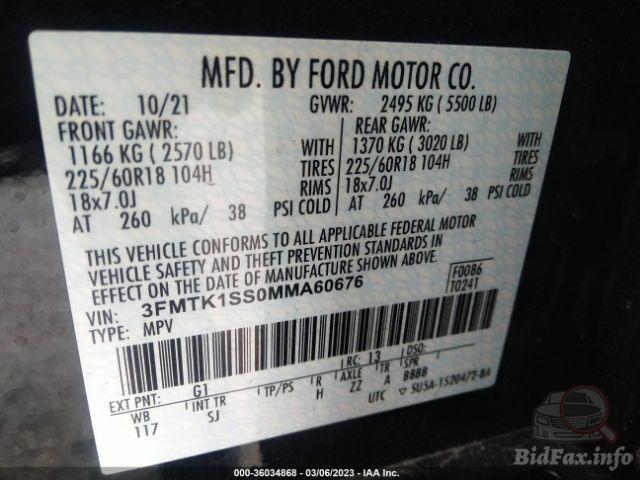 MFD. BY FORD MOTOR CO.
DATE: 10/21 GVWR: 2495 KG ( 5500 LB)
FRONT GAWR: REAR GAWR:
1166 KG ( 2570 LB) WITH 1370 KG ( 3020 LB) WITH
225/60R18 104H TIRES 225/60R18 104H TIRES
18x7.0J RIMS 18x7.0J RIMS
AT 260 kPa/ 38 PSI COLD AT 260 kPa/ 38 PSI COLD
THIS VEHICLE CONFORMS TO ALL APPLICABLE FEDERAL MOTOR
VEHICLE SAFETY AND THEFT PREVENTION STANDARDS IN
EFFECT ON THE DATE OF MANUFACTURE SHOWN ABOVE.
VIN: 3FMTK1SS0MMA60676 F0086
TYPE: MPV T0241
EXT PNT: G1 RC: 13
WB INT TR TP/PS R AXLE TR SPR
117 SJ H ZZ A BBBB
UTC SU5A-1520472-BA
BidFax.info
000-36034868 - 03/06/2023 - IAA Inc.